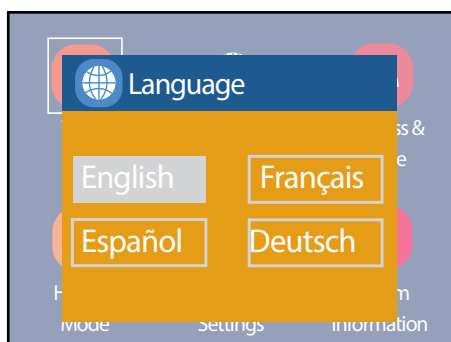 Language
English
Français
Español
Deutsch
Mode
Settings
Information